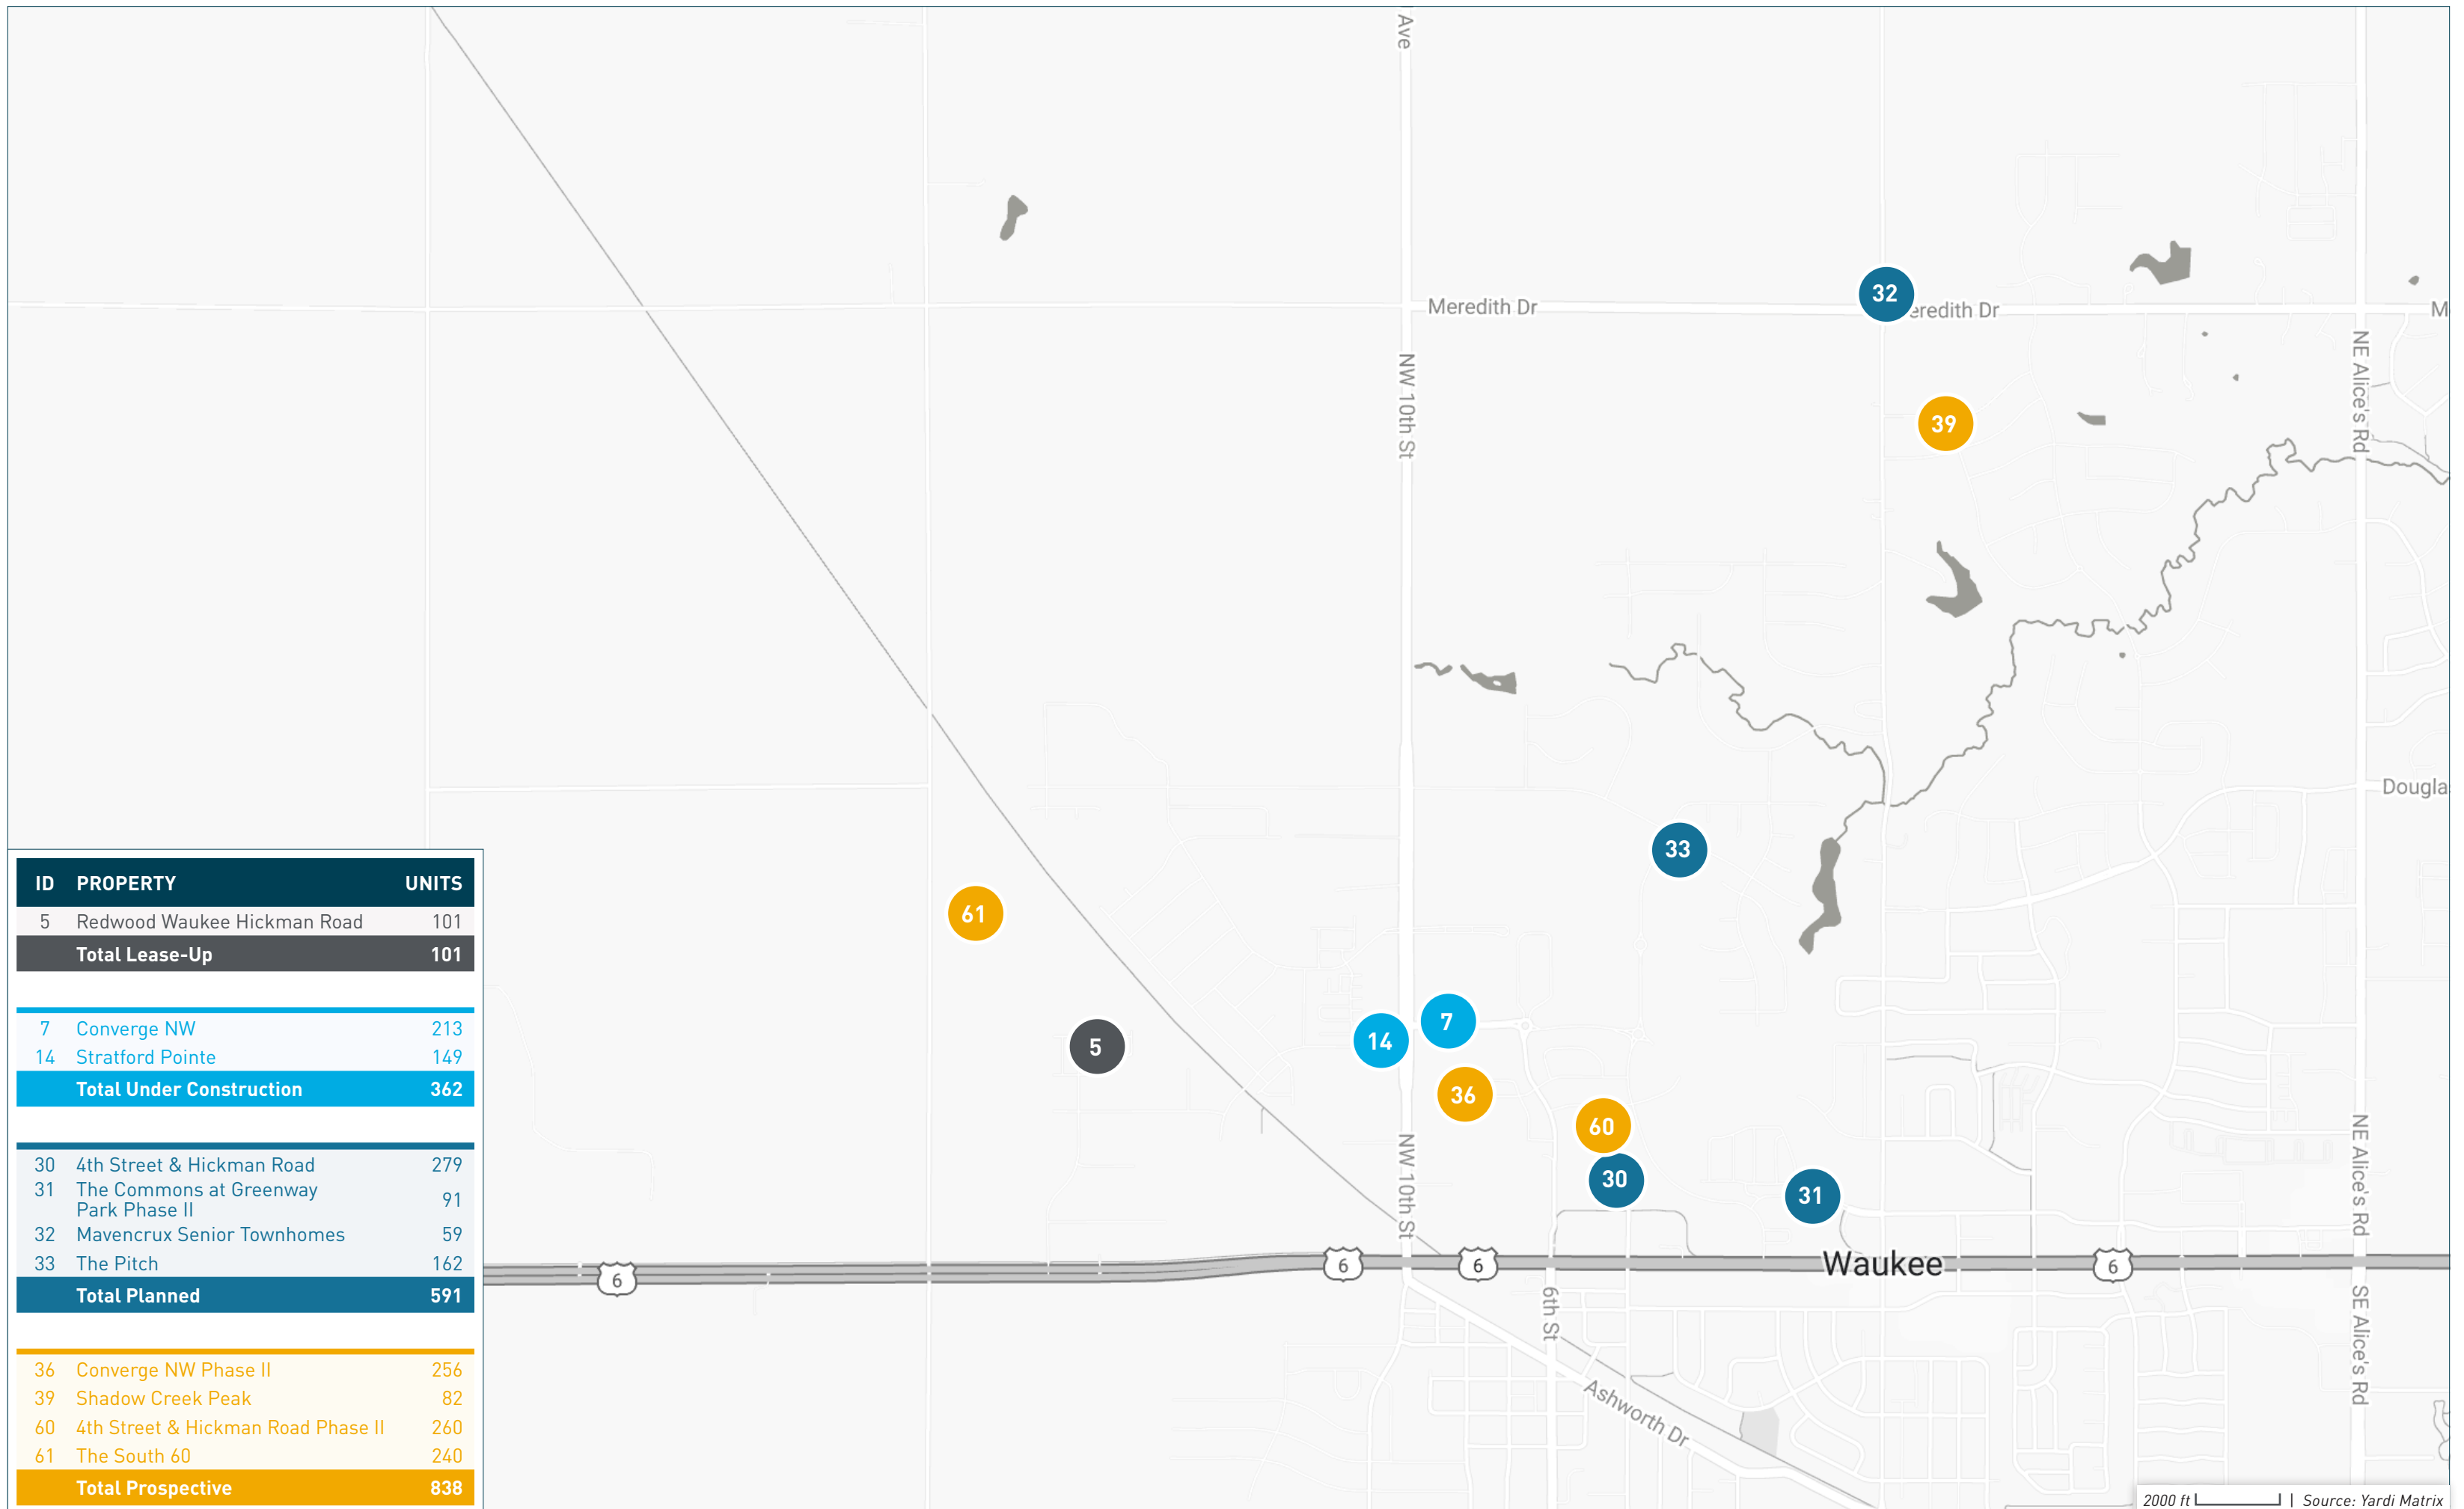 Ave
32
Meredith Dr
eredith Dr
M
NE Alice's Rd
NW 10th St
39
Dougla
33
61
7
14
5
36
60
NW 10th St
NE Alice's Rd
30
31
6
6
6
Waukee
6
6th St
SE Alice's Rd
Ashworth Dr
ID PROPERTY UNITS
5 Redwood Waukee Hickman Road 101
Total Lease-Up 101
7 Converge NW 213
14 Stratford Pointe 149
Total Under Construction 362
30 4th Street & Hickman Road 279
31 The Commons at Greenway
Park Phase II 91
32 Mavencrux Senior Townhomes 59
33 The Pitch 162
Total Planned 591
36 Converge NW Phase II 256
39 Shadow Creek Peak 82
60 4th Street & Hickman Road Phase II 260
61 The South 60 240
Total Prospective 838
2000 ft | Source: Yardi Matrix